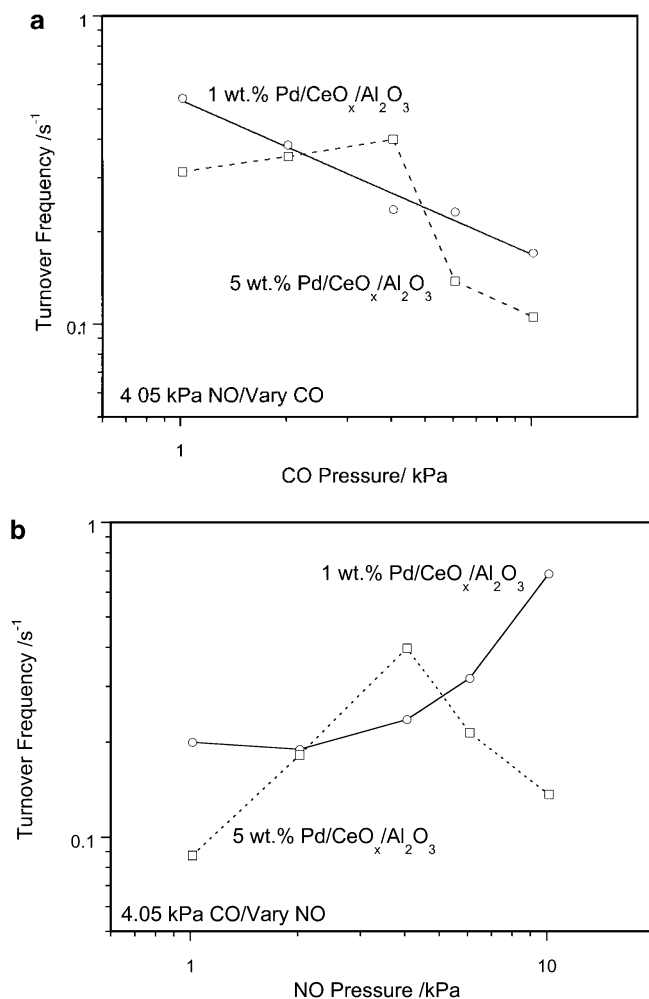 a
1
1 wt.% Pd/CeOx/Al2O3
Turnover Frequency /s-1
5 wt.% Pd/CeOx/Al2O3
0.1
4 05 kPa NO/Vary CO
1
CO Pressure/ kPa
b
1
1 wt.% Pd/CeOx/Al2O3
Turnover Frequency /s-1
0.1
5 wt.% Pd/CeOx/Al2O3
4.05 kPa CO/Vary NO
1
10
NO Pressure /kPa